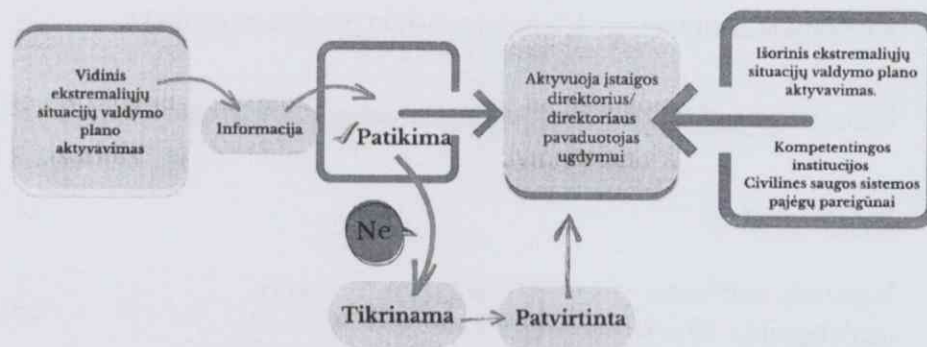 Vidinis
ekstremaliųjų
situacijų valdymo
plano
aktyvavimas
Informacija
Patikima
Ne
Tikrinama
Patvirtinta
Aktyvuoja įstaigos
direktorius/
direktoriaus
pavaduotojas
ugdymui
Išorinis ekstremaliųjų
situacijų valdymo plano
aktyvavimas.
Kompetentingos
institucijos
Civilinės saugos sistemos
pajėgų pareigūnai